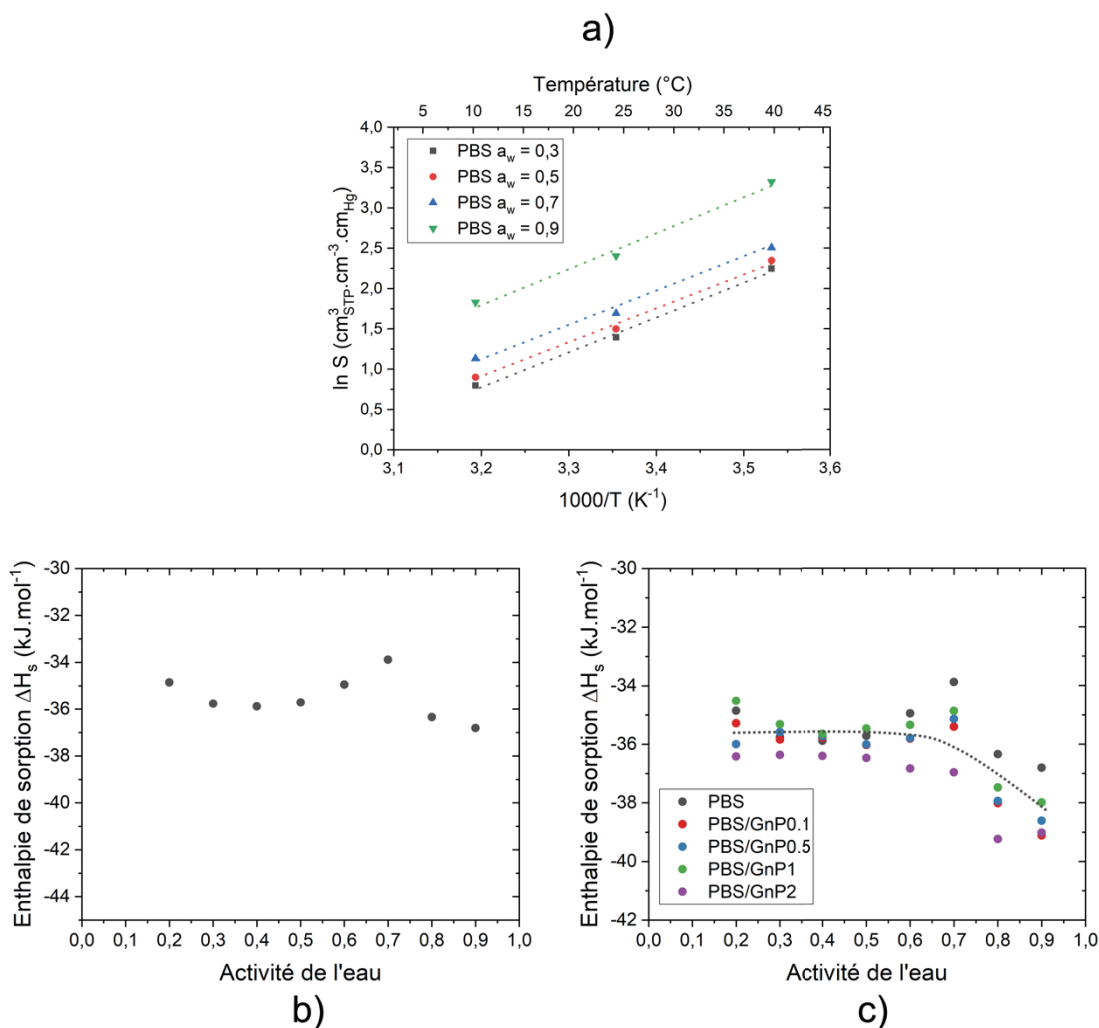 a)
Température (°C)
5 10 15 20 25 30 35 40 45
4,0
3,5
3,0
2,5
2,0
1,5
1,0
0,5
0,0
ln S (cm³STP.cm⁻³.cmHg)
PBS aw = 0,3
PBS aw = 0,5
PBS aw = 0,7
PBS aw = 0,9
3,1 3,2 3,3 3,4 3,5 3,6
1000/T (K⁻¹)
-30
-32
-34
-36
-38
-40
-42
-44
Enthalpie de sorption ΔHs (kJ.mol⁻¹)
0,0 0,1 0,2 0,3 0,4 0,5 0,6 0,7 0,8 0,9 1,0
Activité de l'eau
b)
-30
-32
-34
-36
-38
-40
-42
Enthalpie de sorption ΔHs (kJ.mol⁻¹)
PBS
PBS/GnP0.1
PBS/GnP0.5
PBS/GnP1
PBS/GnP2
0,0 0,1 0,2 0,3 0,4 0,5 0,6 0,7 0,8 0,9 1,0
Activité de l'eau
c)